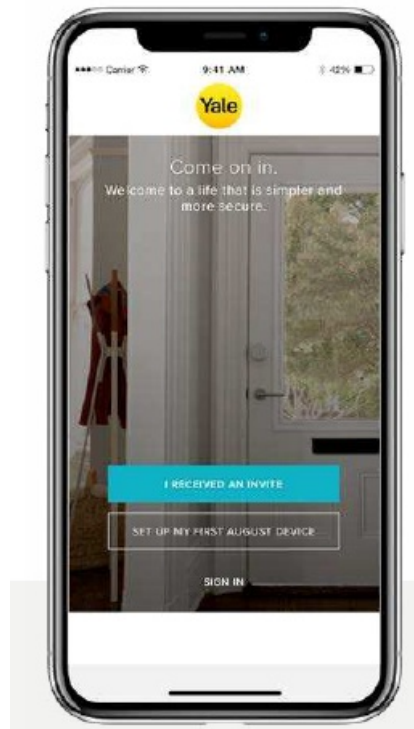 Carrier 9:41 AM 42%
Yale
Come on in.
Welcome to a life that is simpler and
more secure.
I RECEIVED AN INVITE
SET UP MY FIRST AUGUST DEVICE
SIGN IN